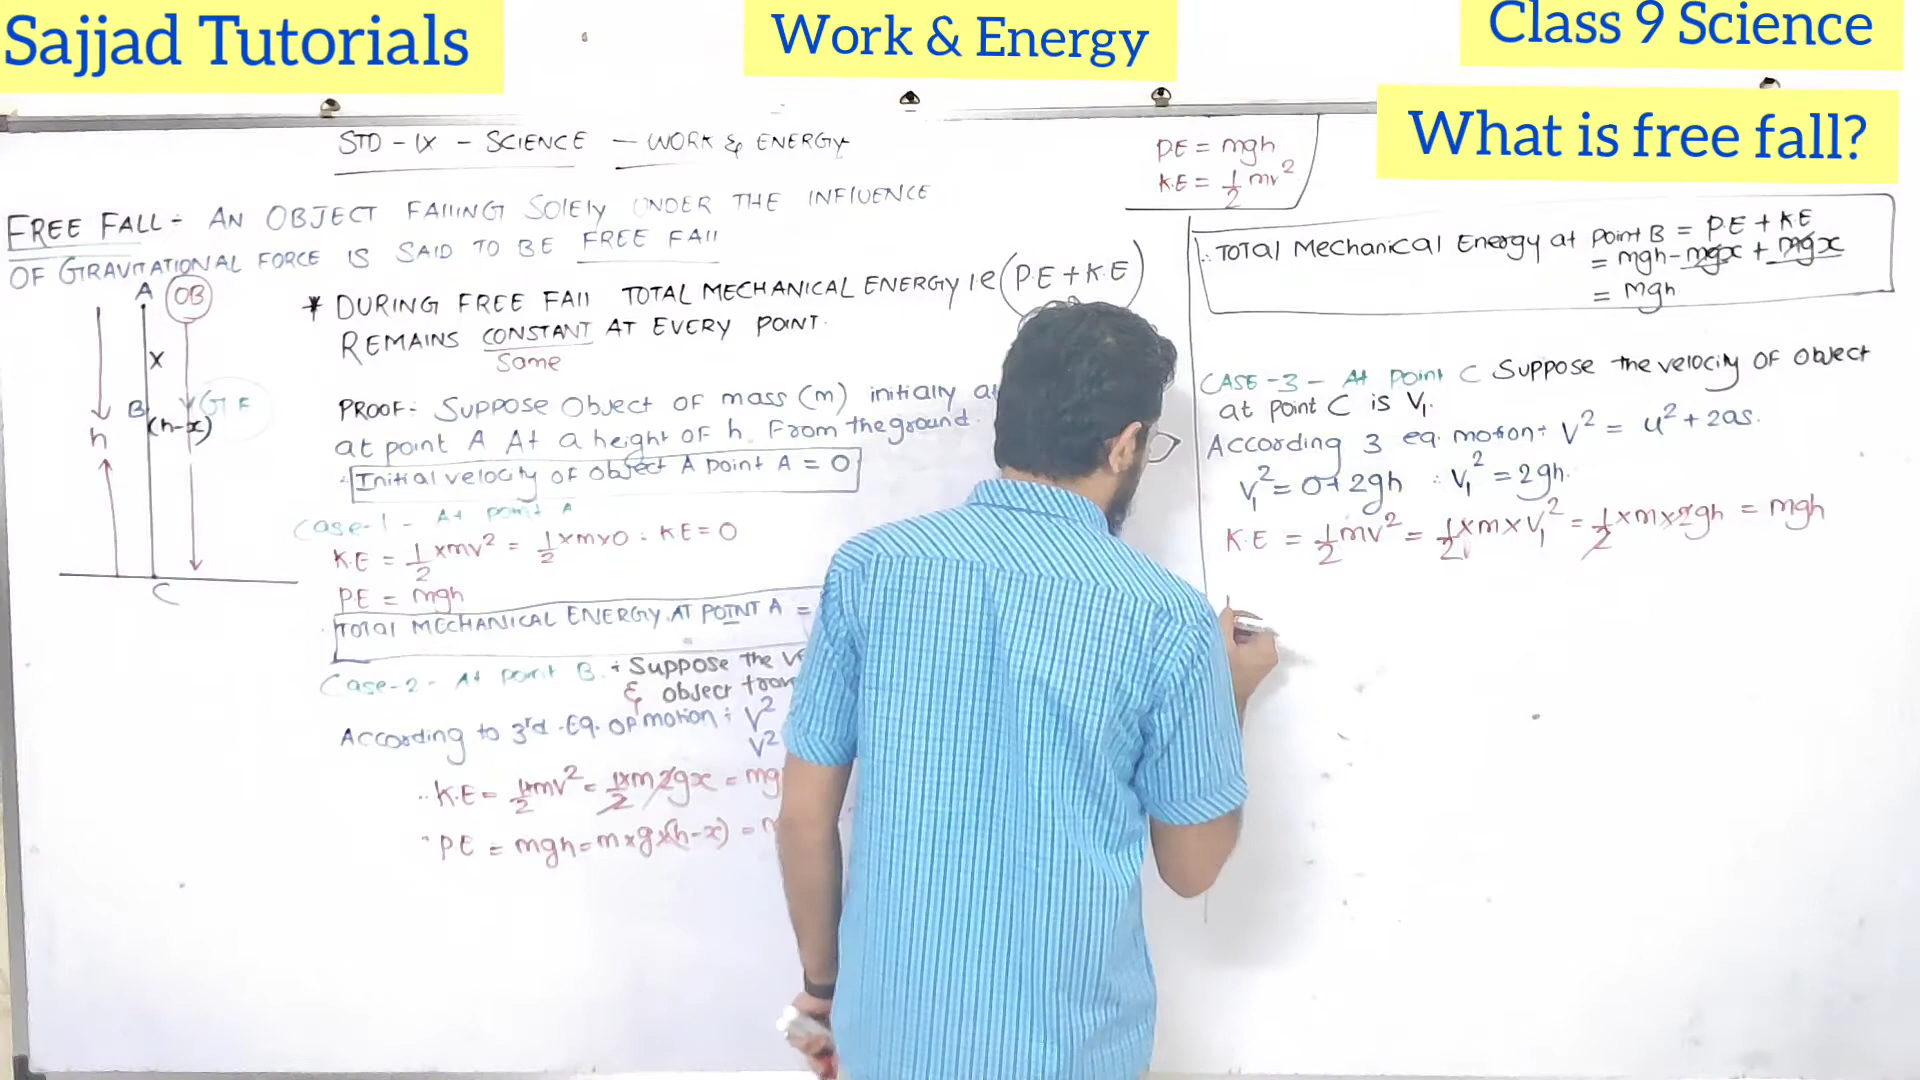 Sajjad Tutorials
Work & Energy
Class 9 Science
What is free fall?
STD - IX - SCIENCE - WORK & ENERGY
PE = mgh
K.E = 1/2 mv²
FREE FALL :- AN OBJECT FALLING SOLELY UNDER THE INFLUENCE
OF GRAVITATIONAL FORCE IS SAID TO BE FREE FALL
A
OB
x
B
(h-x)
G F
h
C
* DURING FREE FALL TOTAL MECHANICAL ENERGY i.e (P.E + K.E)
REMAINS CONSTANT AT EVERY POINT.
Same
PROOF :- SUPPOSE Object OF mass (m) initially
at point A At a height of h. From the ground.
∴ Initial velocity of object A point A = 0
Case-1 - At point A
K.E = 1/2 × mv² = 1/2 × m × 0 ∴ K.E = 0
PE = mgh
∴ TOTAL MECHANICAL ENERGY AT POINT A =
Case-2 - At point B. :- Suppose the
& object
According to 3rd Eq. of motion :- V²
V²
∴ K.E = 1/2 mv² = 1/2 × m 2gx =
∴ PE = mgh = m × g × (h-x) =
∴ TOTAL Mechanical Energy at point B = P.E + K.E
= mgh - mgx + mgx
= mgh
CASE-3 - At Point C Suppose the velocity OF object
at point C is V₁.
According 3 eq. motion :- V² = u² + 2as.
V₁² = 0 + 2gh ∴ V₁² = 2gh.
K.E = 1/2 mv² = 1/2 × m × V₁² = 1/2 × m × 2gh = mgh